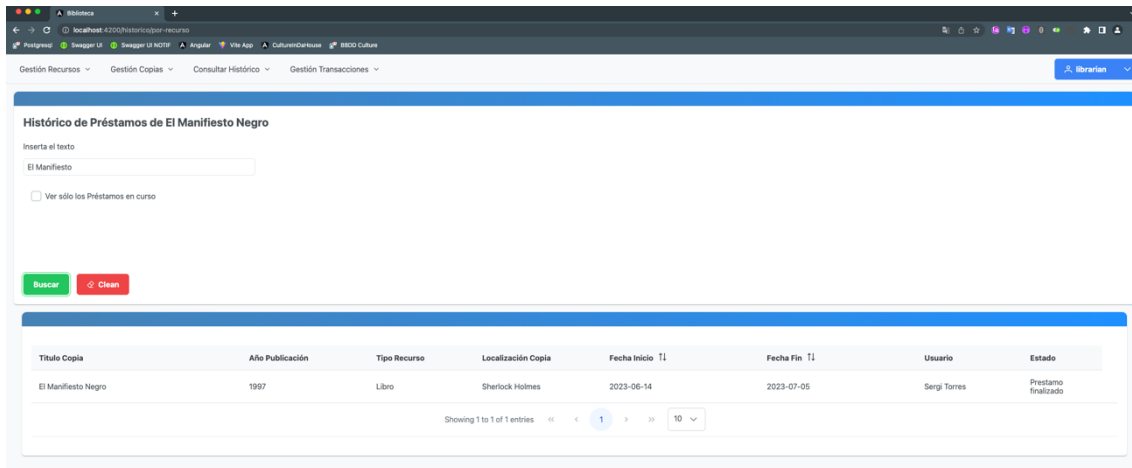 Biblioteca
localhost:4200/historico/por-recurso
Postgresql Swagger UI Swagger UI NOTIF Angular Vite App CultureInDaHouse BBDD Culture
Gestión Recursos Gestión Copias Consultar Histórico Gestión Transacciones librarian
Histórico de Préstamos de El Manifiesto Negro
Inserta el texto
El Manifiesto
Ver sólo los Préstamos en curso
Buscar Clean
Titulo Copia Año Publicación Tipo Recurso Localización Copia Fecha Inicio Fecha Fin Usuario Estado
El Manifiesto Negro 1997 Libro Sherlock Holmes 2023-06-14 2023-07-05 Sergi Torres Prestamo
finalizado
Showing 1 to 1 of 1 entries << < 1 > >> 10